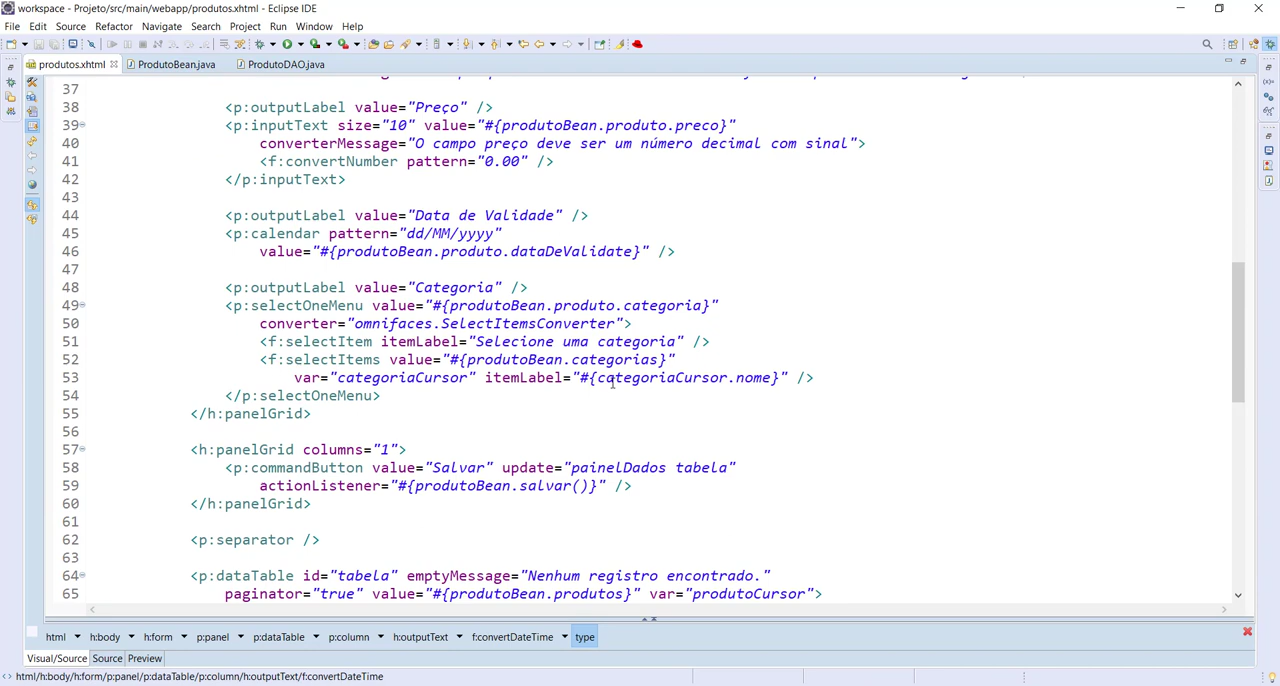 workspace - Projeto/src/main/webapp/produtos.xhtml - Eclipse IDE
File Edit Source Refactor Navigate Search Project Run Window Help
produtos.xhtml ProdutoBean.java ProdutoDAO.java
37
38 <p:outputLabel value="Preço" />
39 <p:inputText size="10" value="#{produtoBean.produto.preco}"
40 converterMessage="O campo preço deve ser um número decimal com sinal">
41 <f:convertNumber pattern="0.00" />
42 </p:inputText>
43
44 <p:outputLabel value="Data de Validade" />
45 <p:calendar pattern="dd/MM/yyyy"
46 value="#{produtoBean.produto.dataDeValidate}" />
47
48 <p:outputLabel value="Categoria" />
49 <p:selectOneMenu value="#{produtoBean.produto.categoria}"
50 converter="omnifaces.SelectItemsConverter">
51 <f:selectItem itemLabel="Selecione uma categoria" />
52 <f:selectItems value="#{produtoBean.categorias}"
53 var="categoriaCursor" itemLabel="#{categoriaCursor.nome}" />
54 </p:selectOneMenu>
55 </h:panelGrid>
56
57 <h:panelGrid columns="1">
58 <p:commandButton value="Salvar" update="painelDados tabela"
59 actionListener="#{produtoBean.salvar()}" />
60 </h:panelGrid>
61
62 <p:separator />
63
64 <p:dataTable id="tabela" emptyMessage="Nenhum registro encontrado."
65 paginator="true" value="#{produtoBean.produtos}" var="produtoCursor">
html h:body h:form p:panel p:dataTable p:column h:outputText f:convertDateTime type
Visual/Source Source Preview
html/h:body/h:form/p:panel/p:dataTable/p:column/h:outputText/f:convertDateTime